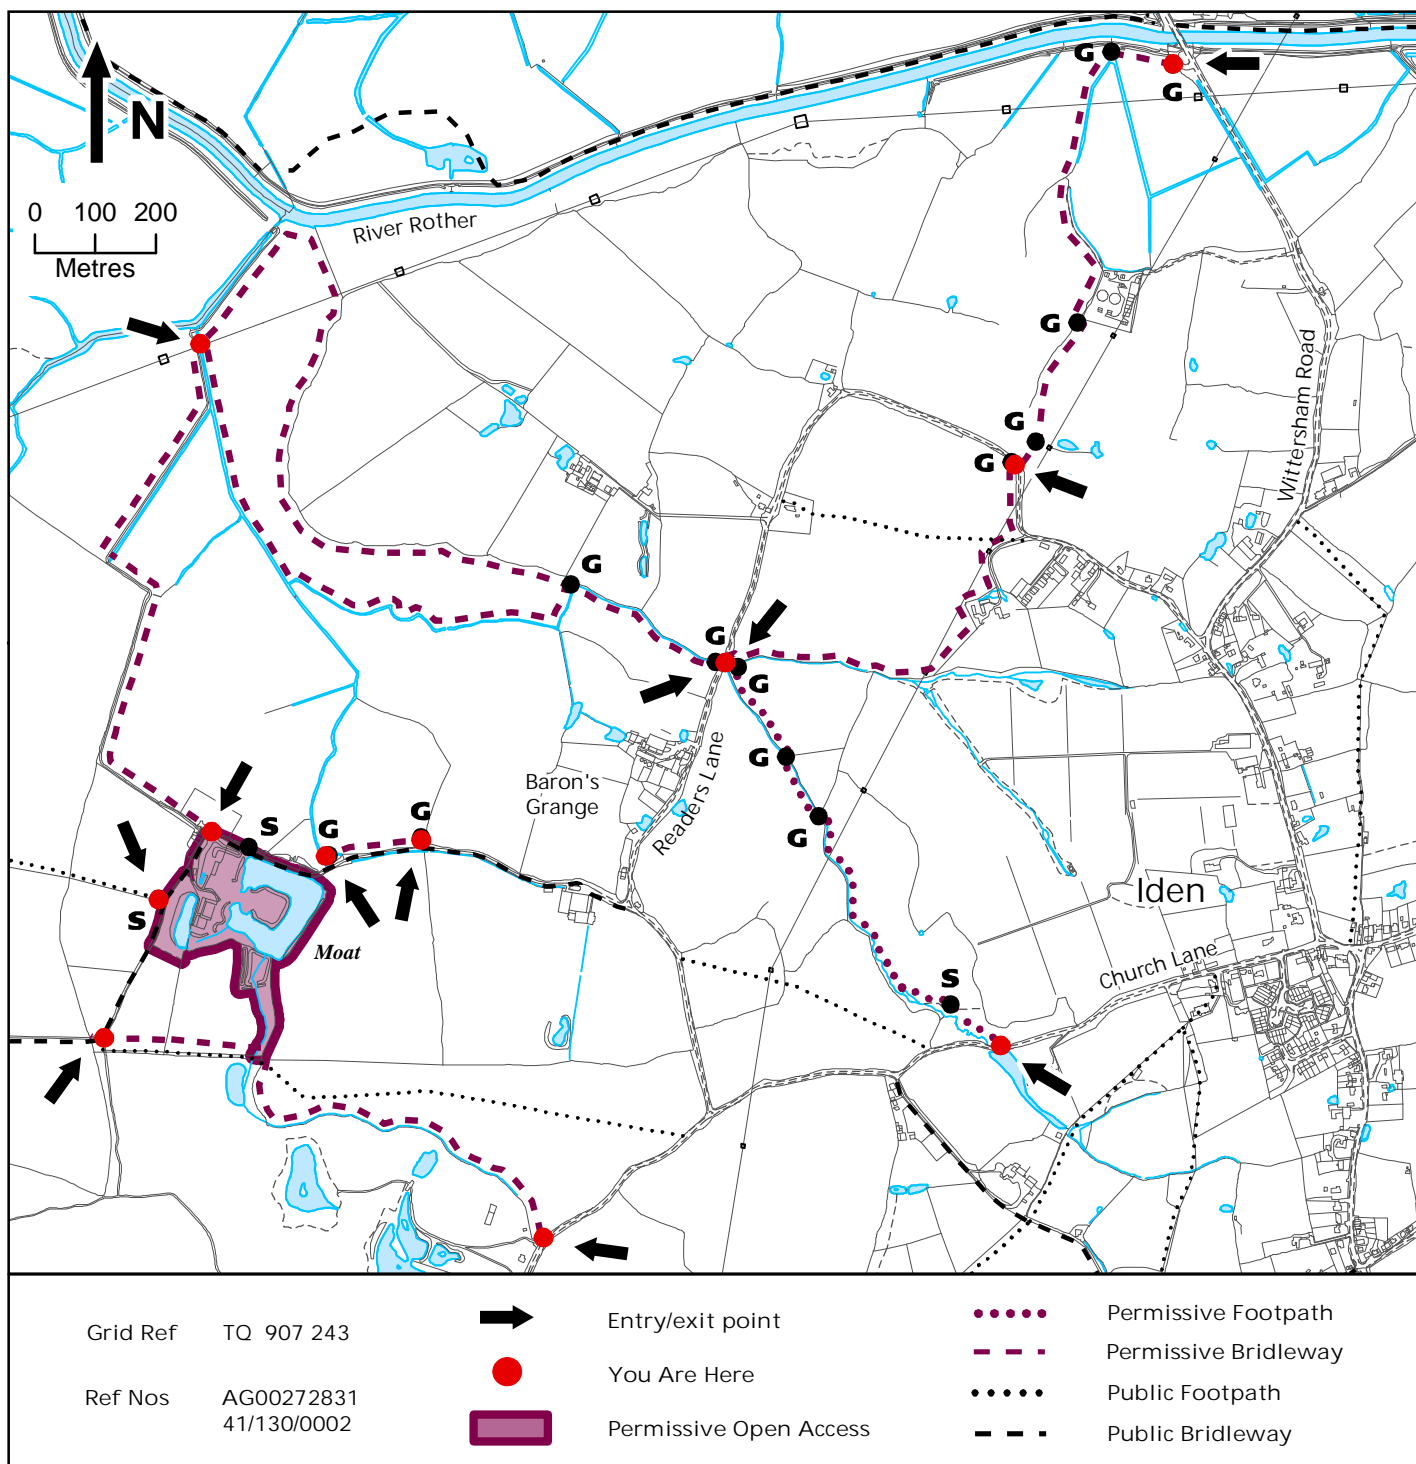 G
G
N
0 100 200
Metres
River Rother
G
Wittersham Road
G
G
G
G
G
Readers Lane
G
Baron's
Grange
G
S
G
G
S
Moat
Iden
Church Lane
S
Grid Ref TQ 907 243
Ref Nos AG00272831
41/130/0002
Entry/exit point
You Are Here
Permissive Open Access
Permissive Footpath
Permissive Bridleway
Public Footpath
Public Bridleway